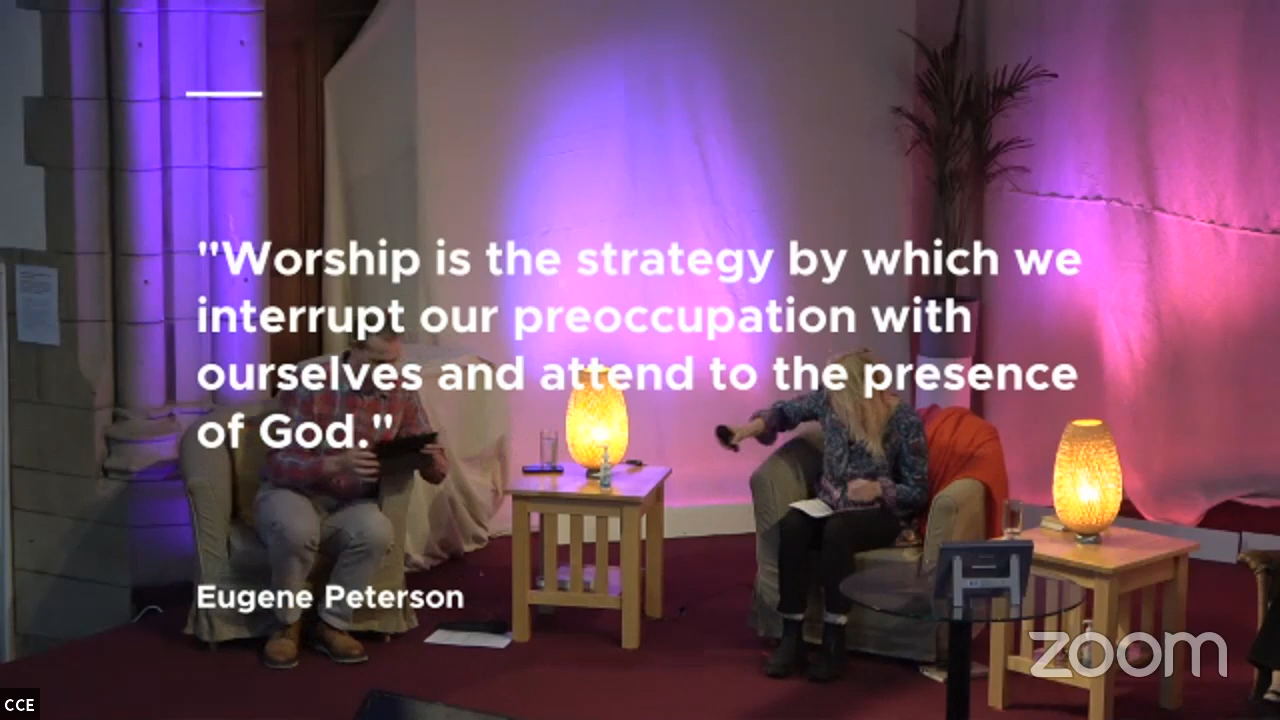 "Worship is the strategy by which we
interrupt our preoccupation with
ourselves and attend to the presence
of God."
Eugene Peterson
zoom
CCE